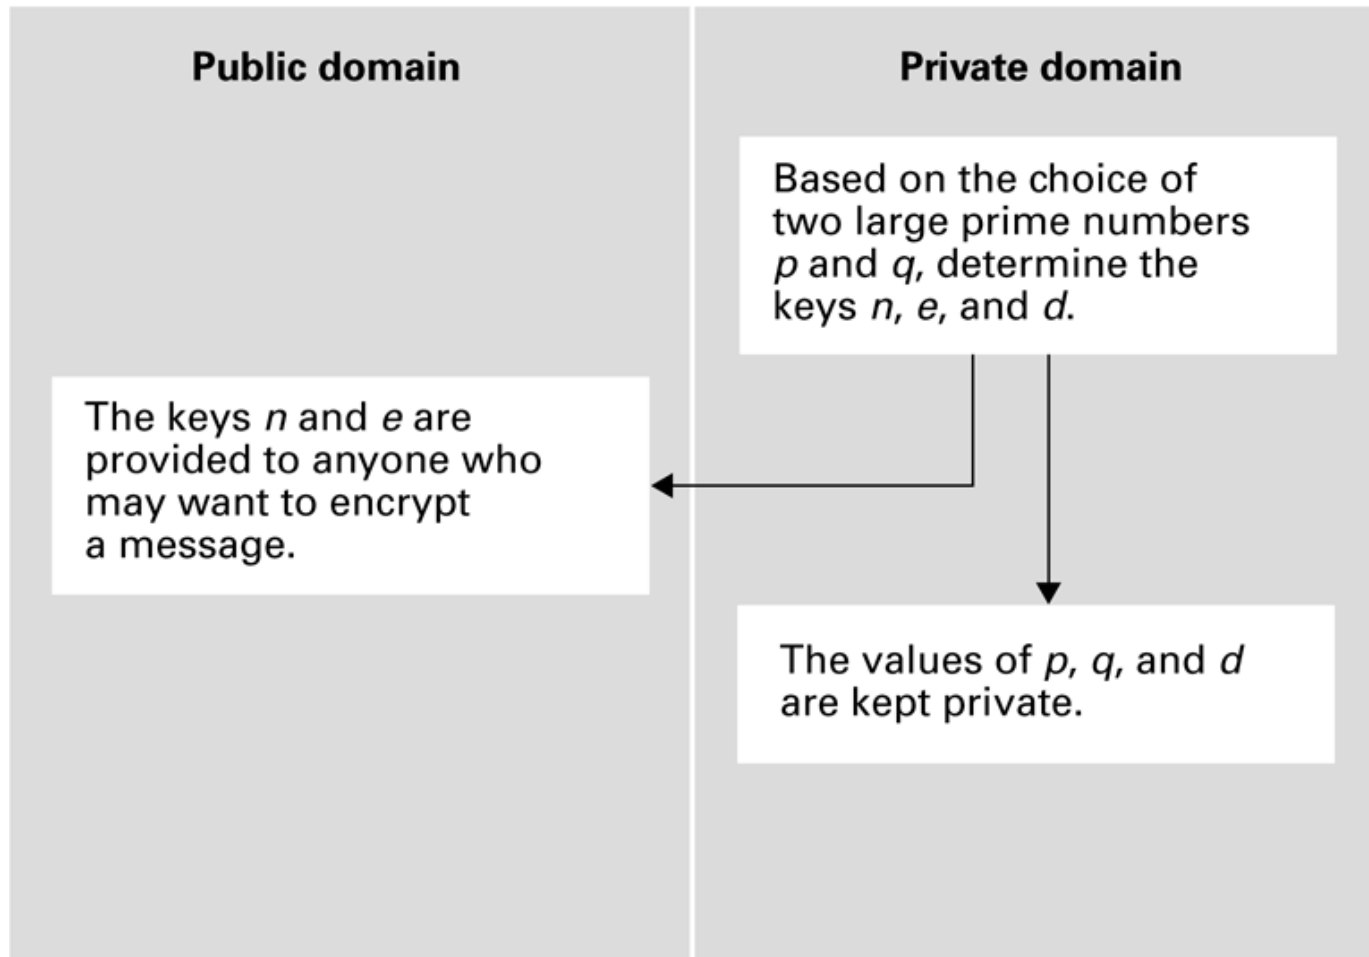 Public domain
Private domain
Based on the choice of
two large prime numbers
p and q, determine the
keys n, e, and d.
The keys n and e are
provided to anyone who
may want to encrypt
a message.
The values of p, q, and d
are kept private.